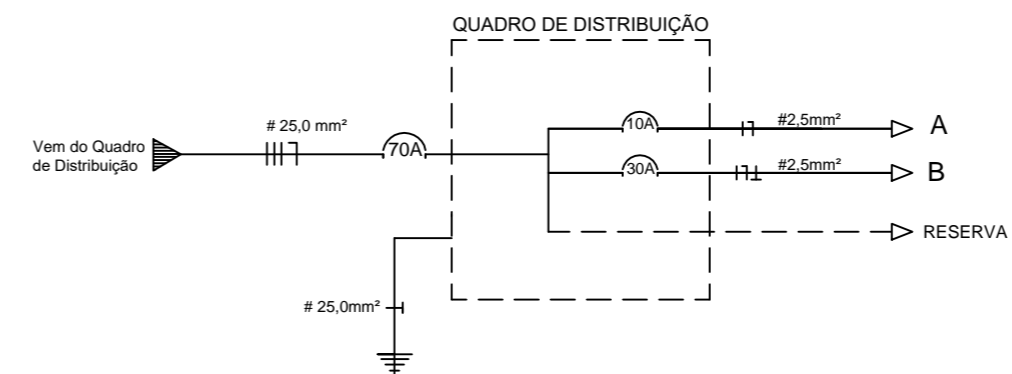 QUADRO DE DISTRIBUIÇÃO
# 25,0 mm²
Vem do Quadro
de Distribuição
70A
10A
#2,5mm²
A
30A
#2,5mm²
B
RESERVA
# 25,0mm²